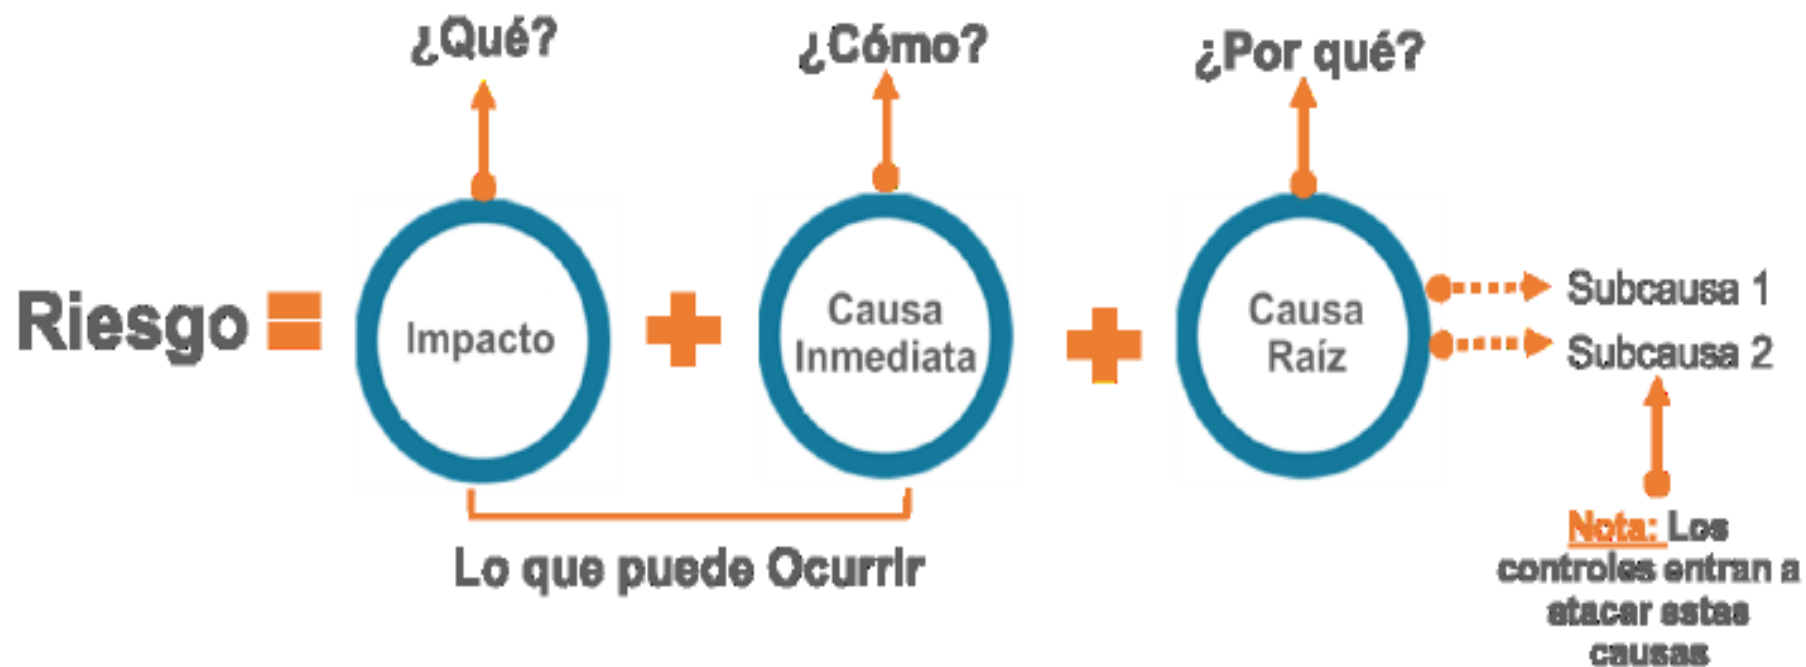 ¿Qué?
¿Cómo?
¿Por qué?
Riesgo =
Impacto
+
Causa
Inmediata
+
Causa
Raíz
Subcausa 1
Subcausa 2
Lo que puede Ocurrir
Nota: Los
controles entran a
atacar estas
causas